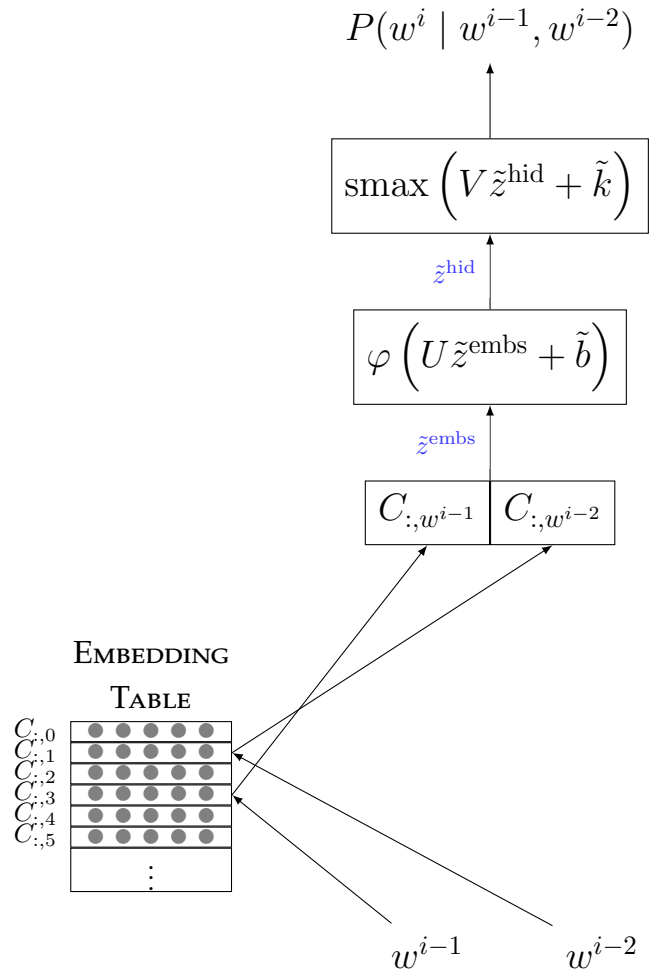 P(w^{i} | w^{i−1}, w^{i−2})
smax (V z̃^{hid} + k̃)
z̃^{hid}
φ (U z̃^{embs} + b̃)
z̃^{embs}
C_{:,w^{i−1}} C_{:,w^{i−2}}
EMBEDDING
TABLE
C_{:,0}
C_{:,1}
C_{:,2}
C_{:,3}
C_{:,4}
C_{:,5}
⋮
w^{i−1} w^{i−2}